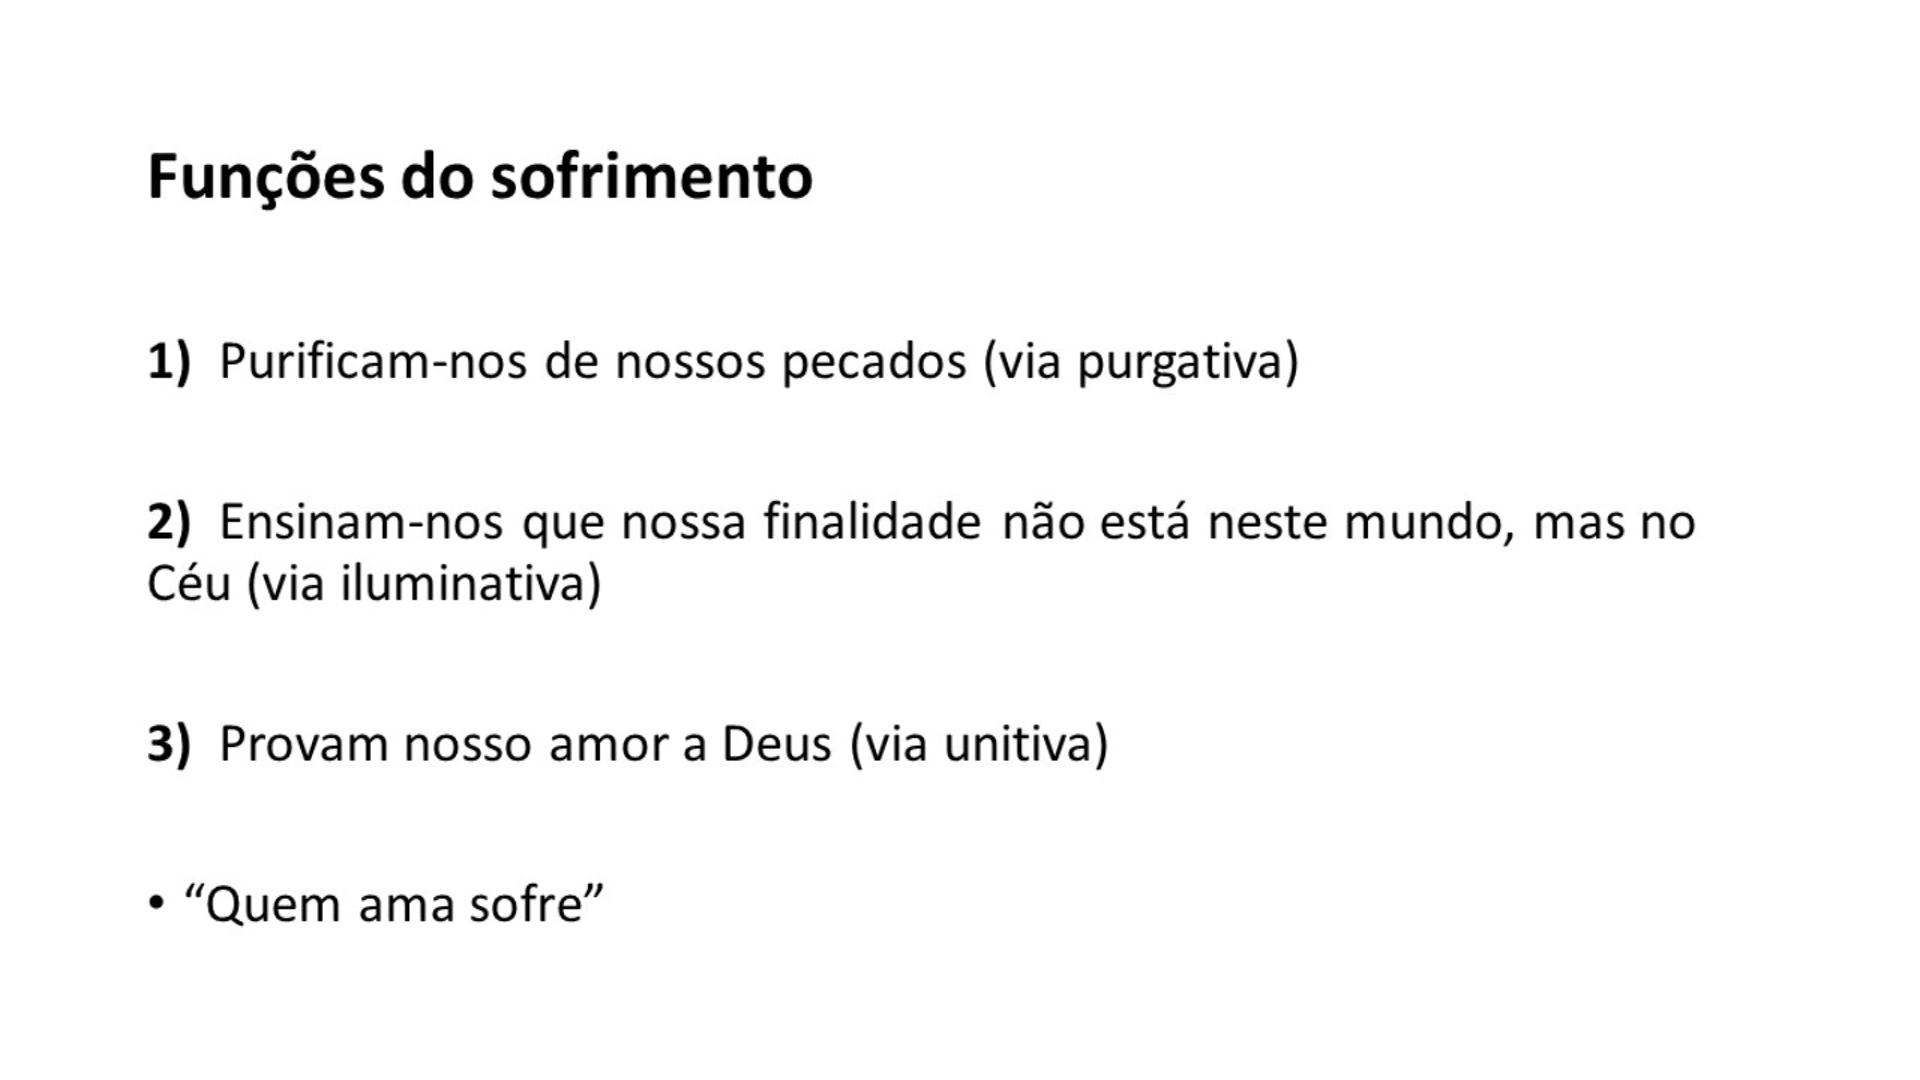 Funções do sofrimento
1) Purificam-nos de nossos pecados (via purgativa)
2) Ensinam-nos que nossa finalidade não está neste mundo, mas no
Céu (via iluminativa)
3) Provam nosso amor a Deus (via unitiva)
• “Quem ama sofre”